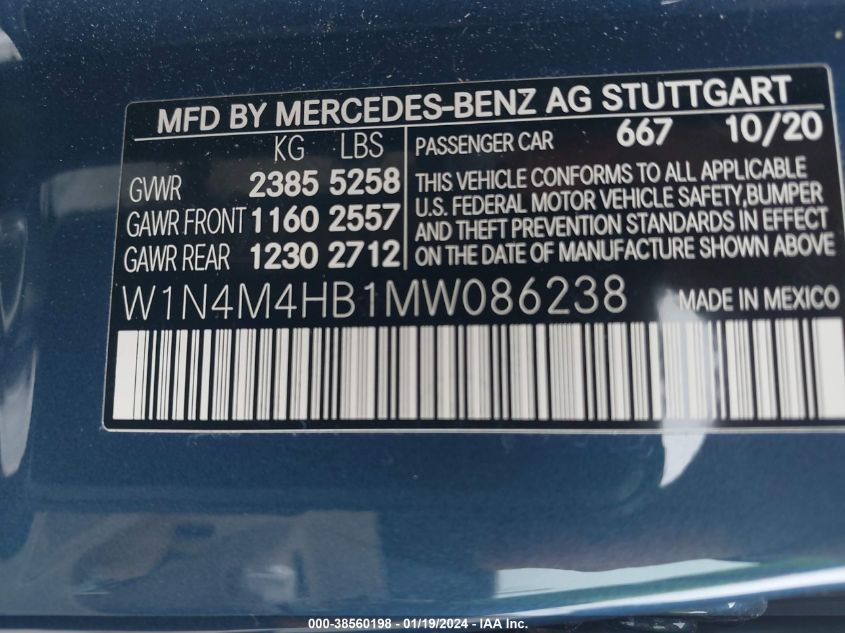 MFD BY MERCEDES-BENZ AG STUTTGART
KG LBS
GVWR 2385 5258
GAWR FRONT 1160 2557
GAWR REAR 1230 2712
PASSENGER CAR 667 10/20
THIS VEHICLE CONFORMS TO ALL APPLICABLE
U.S. FEDERAL MOTOR VEHICLE SAFETY,BUMPER
AND THEFT PREVENTION STANDARDS IN EFFECT
ON THE DATE OF MANUFACTURE SHOWN ABOVE
W1N4M4HB1MW086238 MADE IN MEXICO
000-38560198 - 01/19/2024 - IAA Inc.